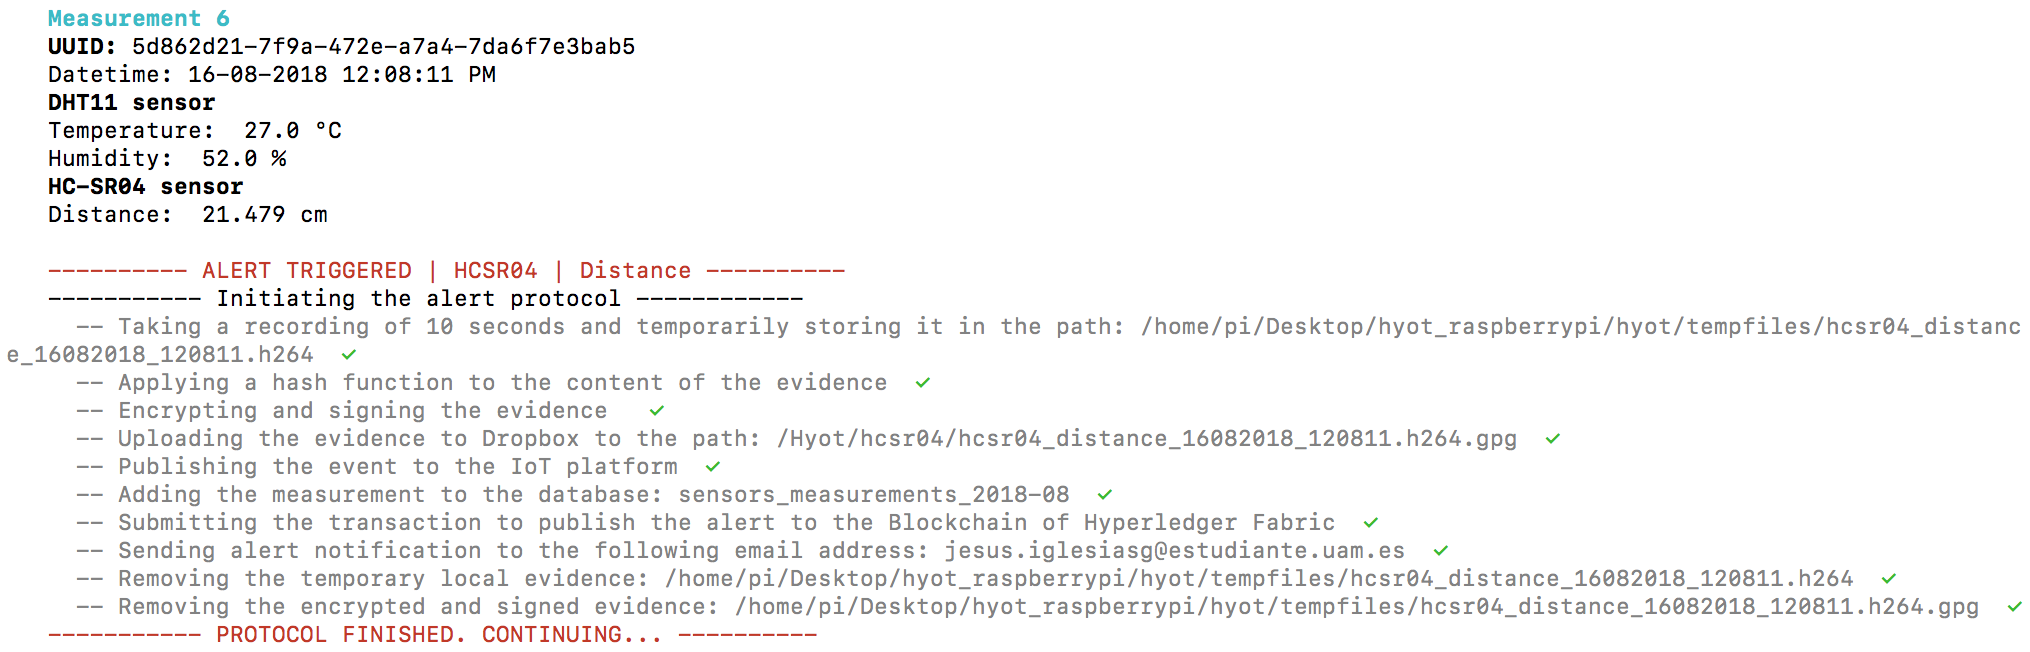 Measurement 6
UUID: 5d862d21-7f9a-472e-a7a4-7da6f7e3bab5
Datetime: 16-08-2018 12:08:11 PM
DHT11 sensor
Temperature:  27.0 °C
Humidity:  52.0 %
HC-SR04 sensor
Distance:  21.479 cm
---------- ALERT TRIGGERED | HCSR04 | Distance ----------
----------- Initiating the alert protocol ------------
-- Taking a recording of 10 seconds and temporarily storing it in the path: /home/pi/Desktop/hyot_raspberrypi/hyot/tempfiles/hcsr04_distanc
e_16082018_120811.h264  ✓
-- Applying a hash function to the content of the evidence  ✓
-- Encrypting and signing the evidence   ✓
-- Uploading the evidence to Dropbox to the path: /Hyot/hcsr04/hcsr04_distance_16082018_120811.h264.gpg  ✓
-- Publishing the event to the IoT platform  ✓
-- Adding the measurement to the database: sensors_measurements_2018-08  ✓
-- Submitting the transaction to publish the alert to the Blockchain of Hyperledger Fabric  ✓
-- Sending alert notification to the following email address: jesus.iglesiasg@estudiante.uam.es  ✓
-- Removing the temporary local evidence: /home/pi/Desktop/hyot_raspberrypi/hyot/tempfiles/hcsr04_distance_16082018_120811.h264  ✓
-- Removing the encrypted and signed evidence: /home/pi/Desktop/hyot_raspberrypi/hyot/tempfiles/hcsr04_distance_16082018_120811.h264.gpg  ✓
----------- PROTOCOL FINISHED. CONTINUING... ----------